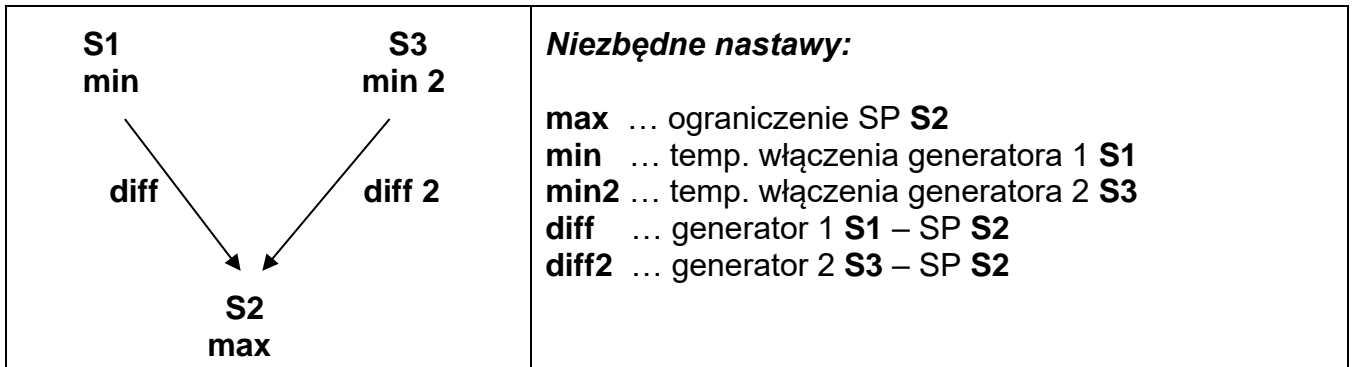 S1 S3
min min 2
diff diff 2
S2
max
Niezbędne nastawy:
max … ograniczenie SP S2
min … temp. włączenia generatora 1 S1
min2 … temp. włączenia generatora 2 S3
diff … generator 1 S1 – SP S2
diff2 … generator 2 S3 – SP S2